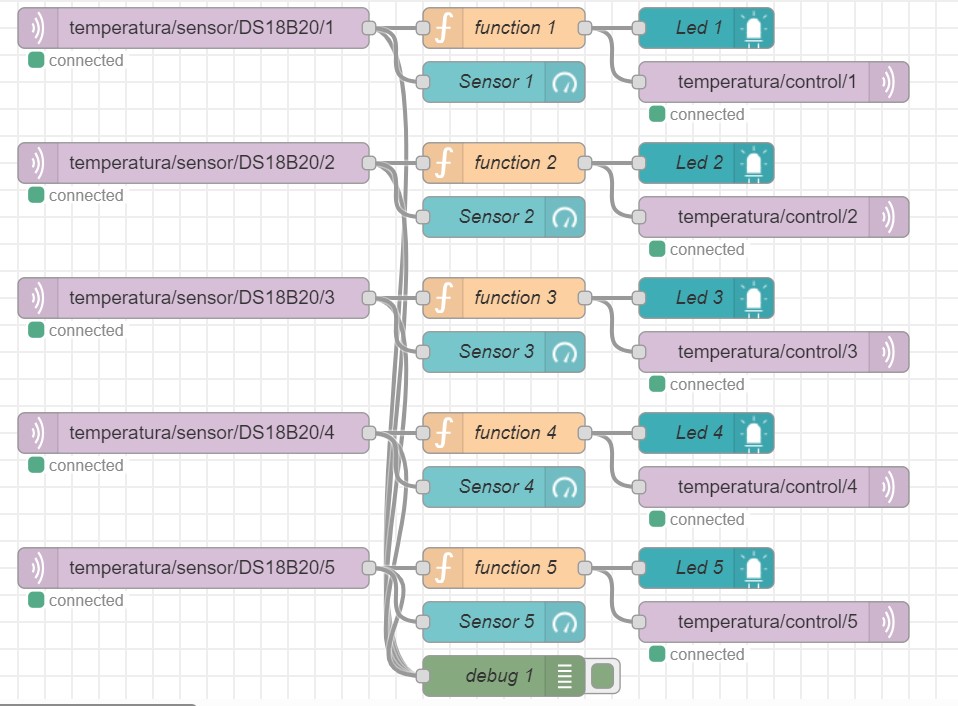 temperatura/sensor/DS18B20/1
function 1
Led 1
connected
Sensor 1
temperatura/control/1
connected
temperatura/sensor/DS18B20/2
function 2
Led 2
connected
Sensor 2
temperatura/control/2
connected
temperatura/sensor/DS18B20/3
function 3
Led 3
connected
Sensor 3
temperatura/control/3
connected
temperatura/sensor/DS18B20/4
function 4
Led 4
connected
Sensor 4
temperatura/control/4
connected
temperatura/sensor/DS18B20/5
function 5
Led 5
connected
Sensor 5
temperatura/control/5
connected
debug 1